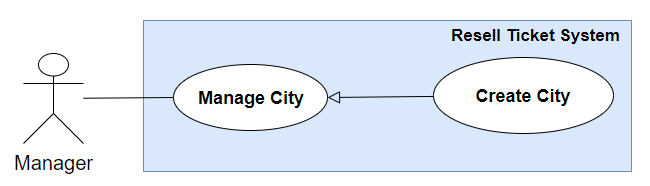 Resell Ticket System
Manage City
Create City
Manager